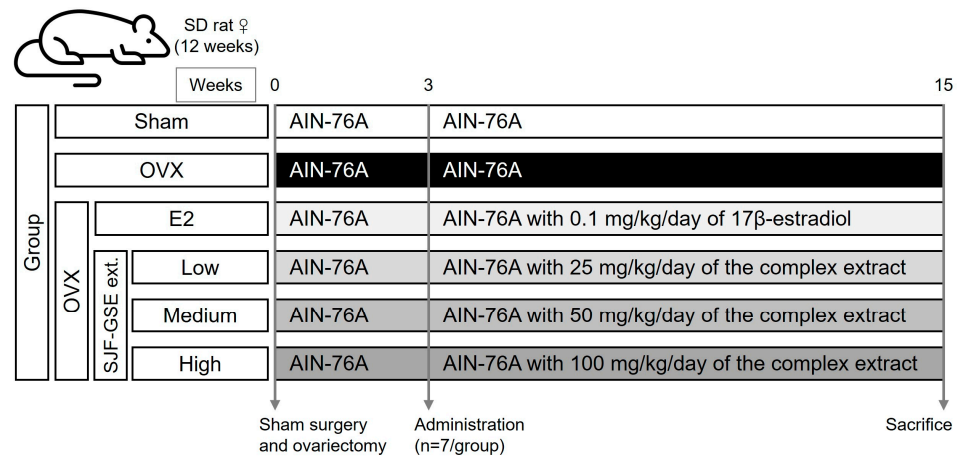 SD rat ♀
(12 weeks)
Weeks 0 3 15
Group
Sham AIN-76A AIN-76A
OVX AIN-76A AIN-76A
OVX
E2 AIN-76A AIN-76A with 0.1 mg/kg/day of 17β-estradiol
SJF-GSE ext.
Low AIN-76A AIN-76A with 25 mg/kg/day of the complex extract
Medium AIN-76A AIN-76A with 50 mg/kg/day of the complex extract
High AIN-76A AIN-76A with 100 mg/kg/day of the complex extract
Sham surgery
and ovariectomy
Administration
(n=7/group)
Sacrifice